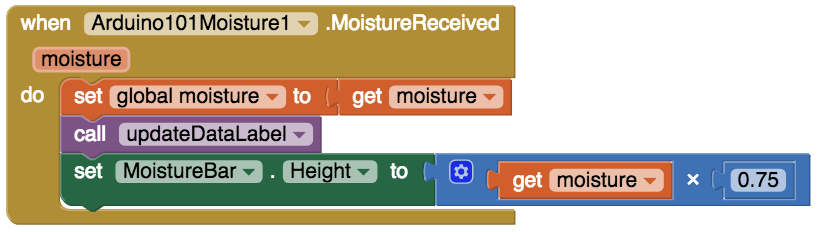 when Arduino101Moisture1 .MoistureReceived
moisture
do set global moisture to get moisture
call updateDataLabel
set MoistureBar . Height to get moisture × 0.75